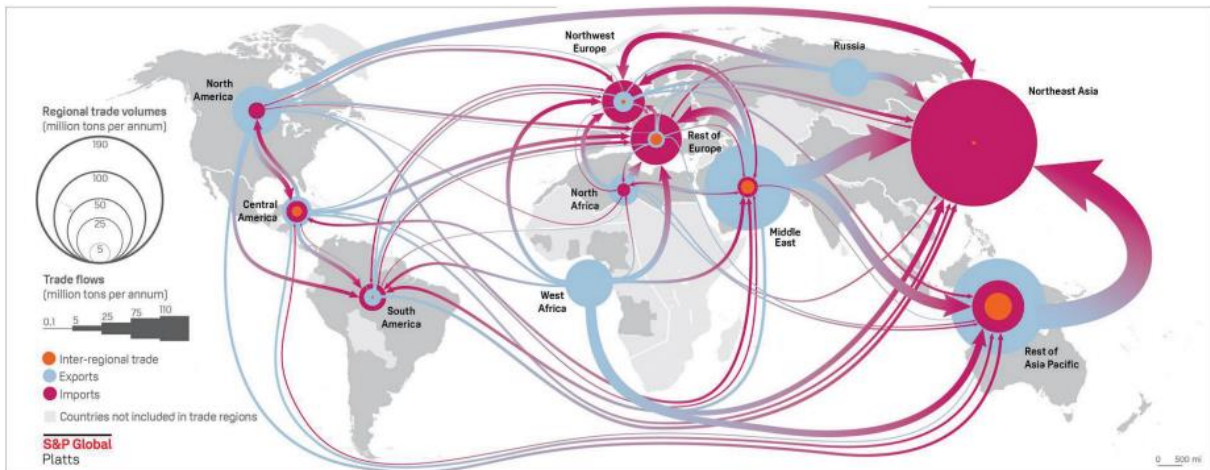 Northwest
Europe
Russia
North
America
Northeast Asia
Regional trade volumes
(million tons per annum)
190
100
50
25
5
Rest of
Europe
North
Africa
Central
America
Middle
East
Trade flows
(million tons per annum)
0.1 5 25 75 110
West
Africa
South
America
Rest of
Asia Pacific
Inter-regional trade
Exports
Imports
Countries not included in trade regions
S&P Global
Platts
0 500 mi